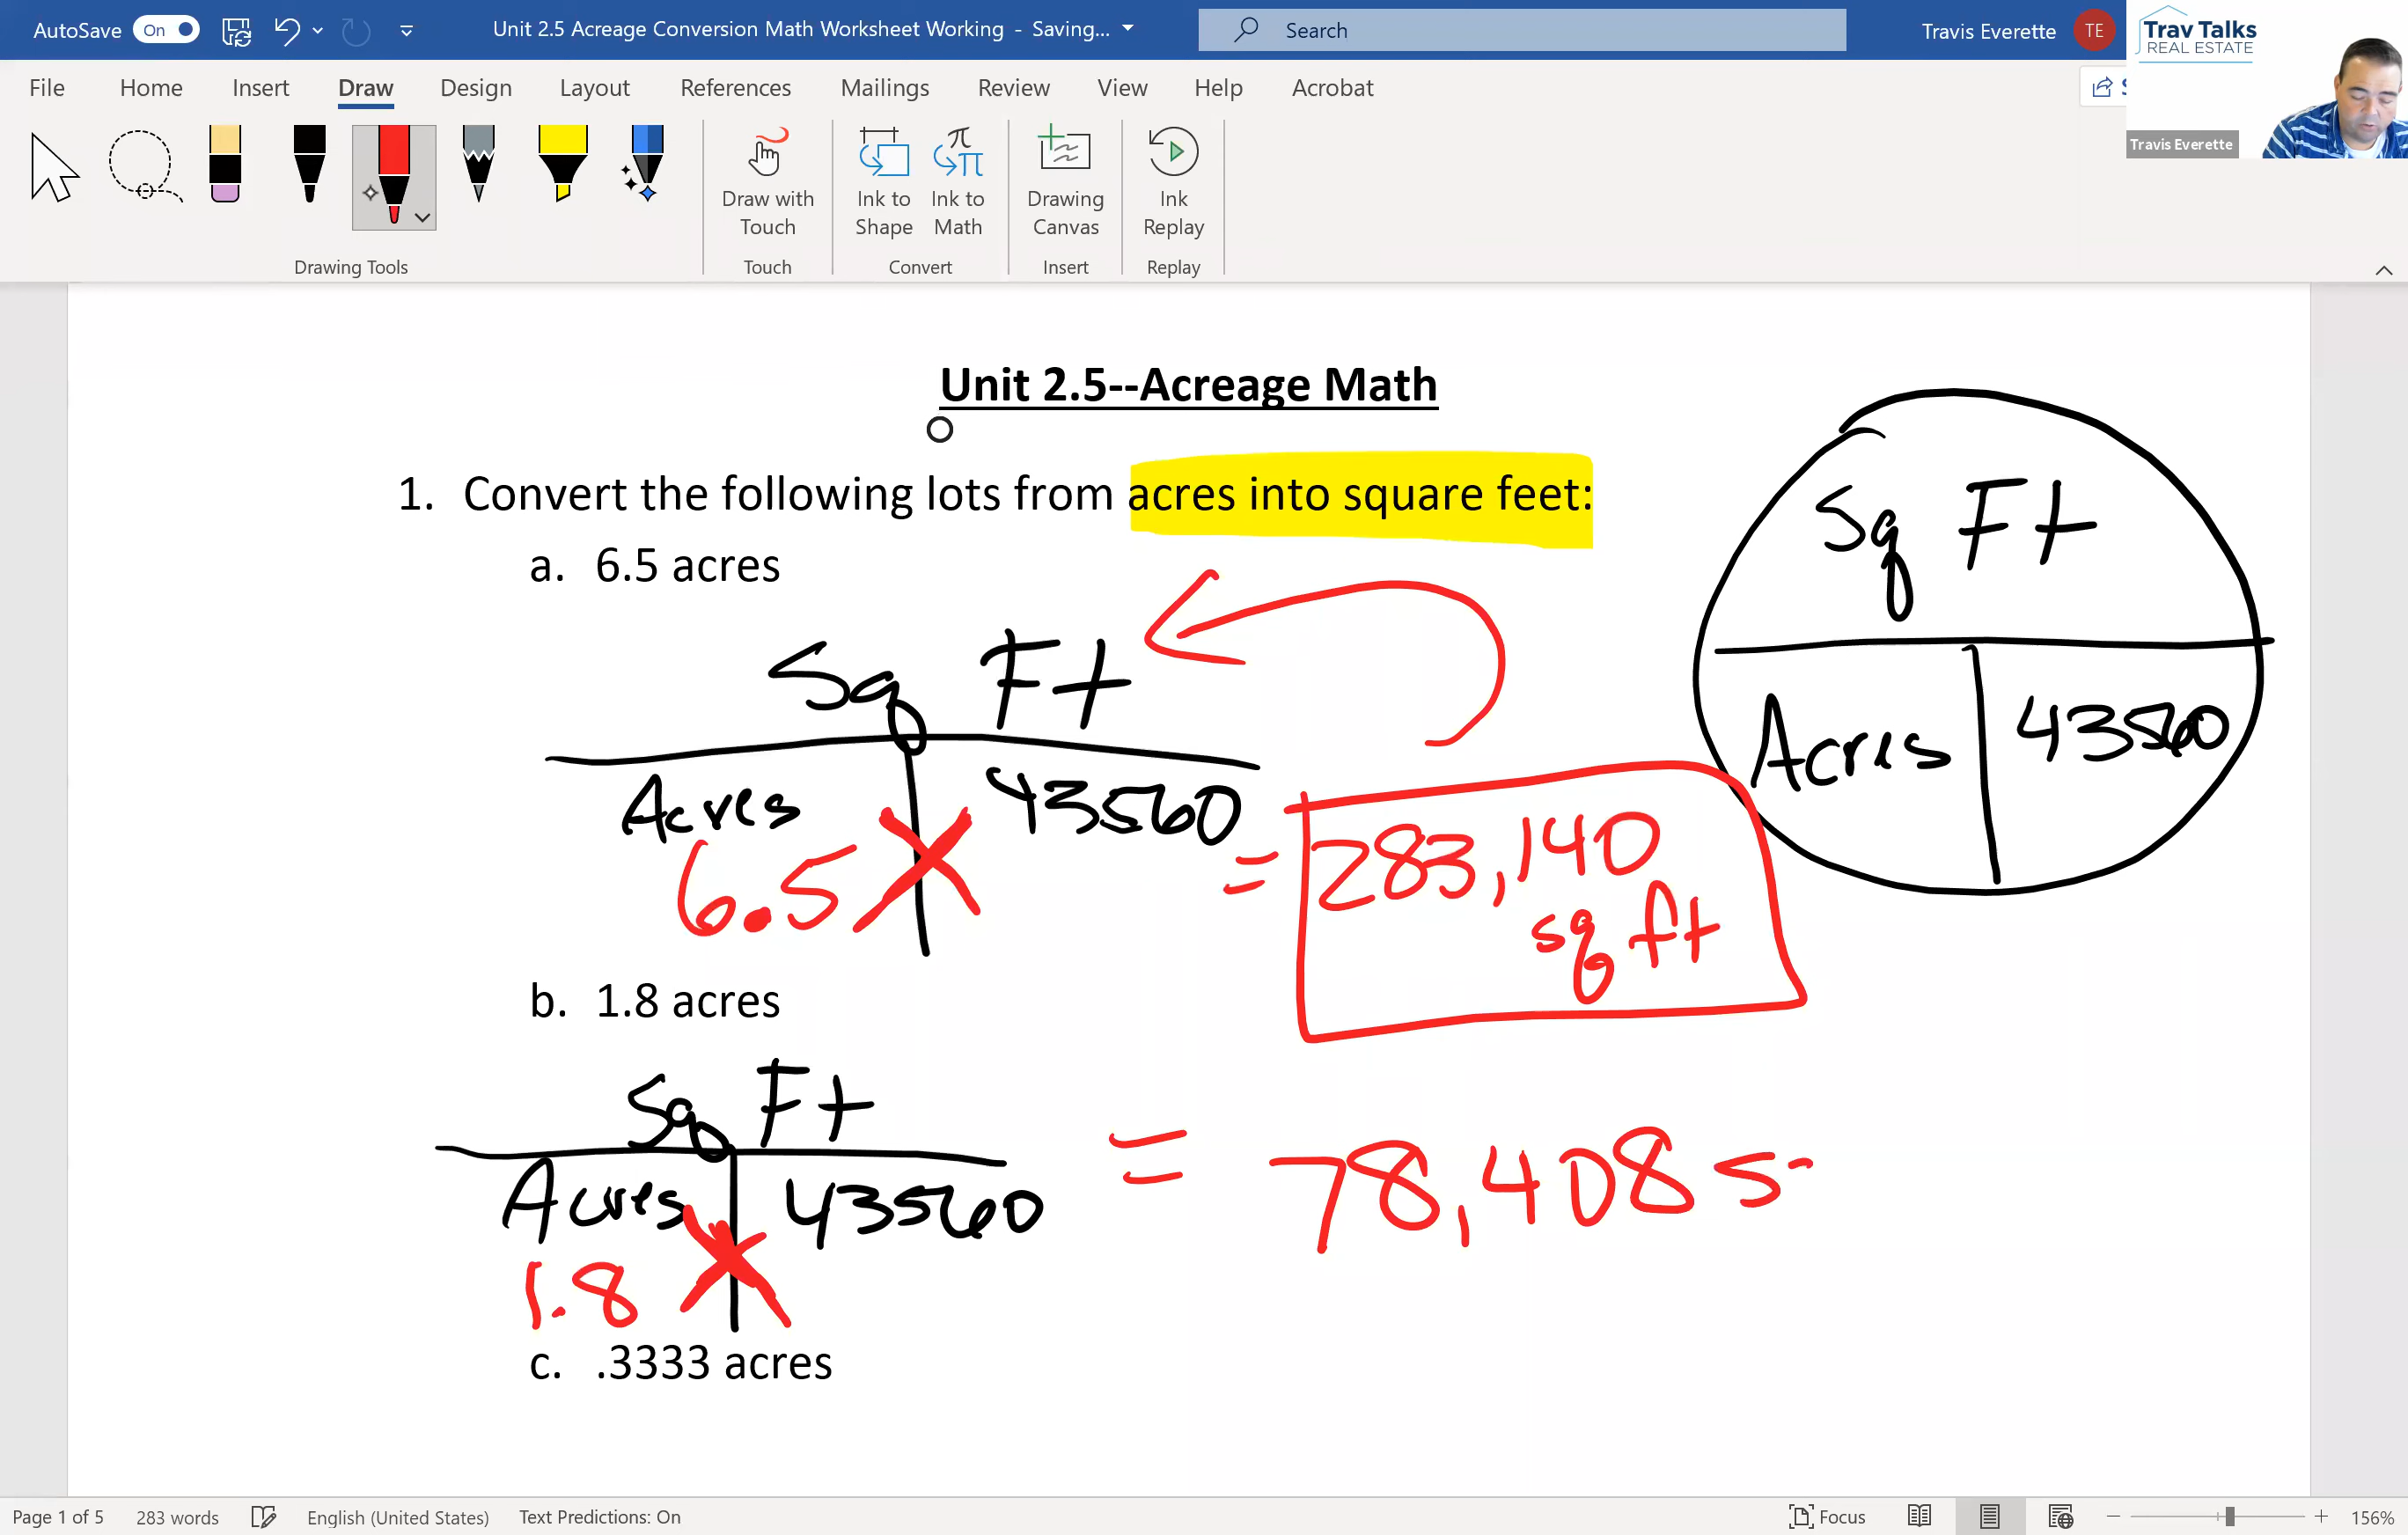 AutoSave On Unit 2.5 Acreage Conversion Math Worksheet Working - Saving... Search Travis Everette TE
Trav Talks
REAL ESTATE
Travis Everette
File Home Insert Draw Design Layout References Mailings Review View Help Acrobat
Draw with Touch
Ink to Shape
Ink to Math
Drawing Canvas
Ink Replay
Drawing Tools Touch Convert Insert Replay
Unit 2.5--Acreage Math
1. Convert the following lots from acres into square feet:
a. 6.5 acres
Sq Ft
Acres 43560
Sq Ft
Acres 43560
6.5 X = 283,140
sq ft
b. 1.8 acres
Sq Ft
Acres 43560 = 78,408 s
1.8 X
c. .3333 acres
Page 1 of 5 283 words English (United States) Text Predictions: On Focus 156%